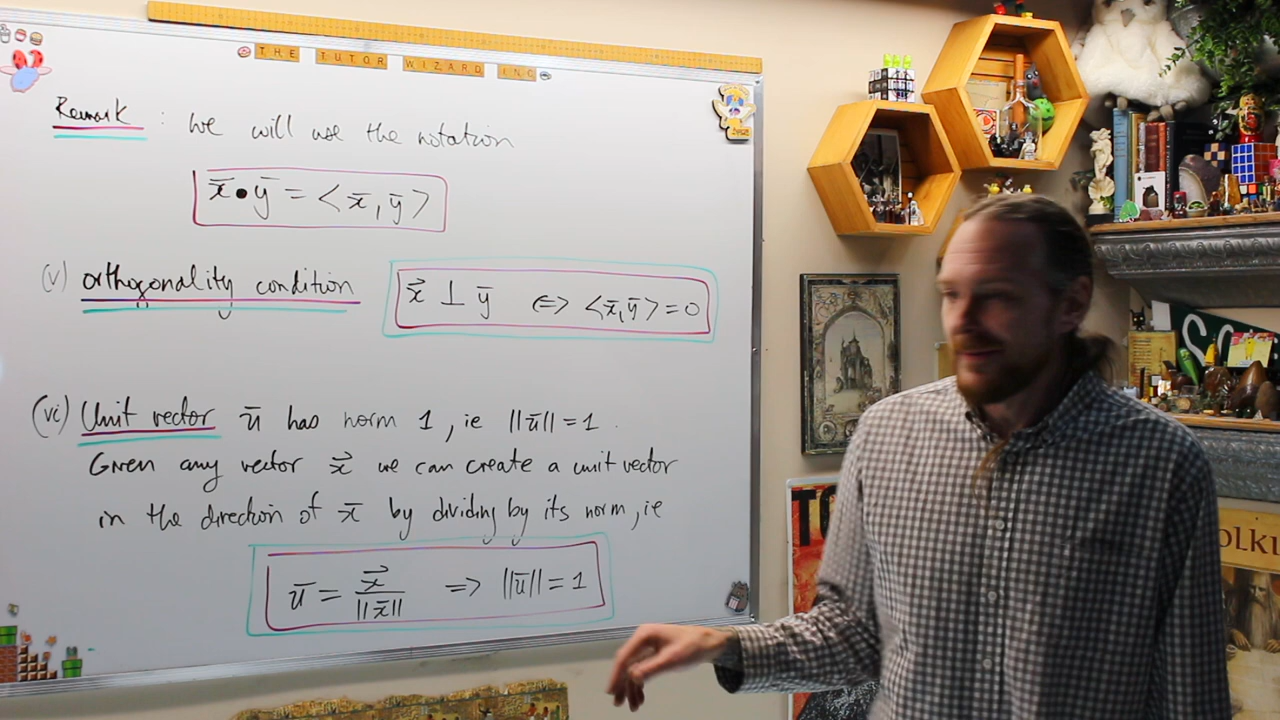 THE TUTOR WIZARD INC
Remark : We will use the notation
x̄ • ȳ = < x̄, ȳ >
(v) orthogonality condition x⃗ ⊥ ȳ ⇔ < x̄, ȳ > = 0
(vi) Unit vector ū has norm 1, ie ||ū|| = 1.
Given any vector x⃗ we can create a unit vector
in the direction of x̄ by dividing by its norm, ie
ū = x⃗ / ||x̄|| => ||ū|| = 1